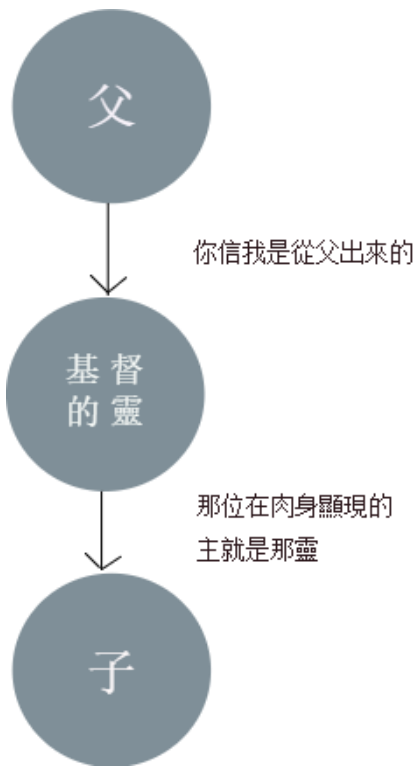 父
你信我是從父出來的
基督
的靈
那位在肉身顯現的
主就是那靈
子